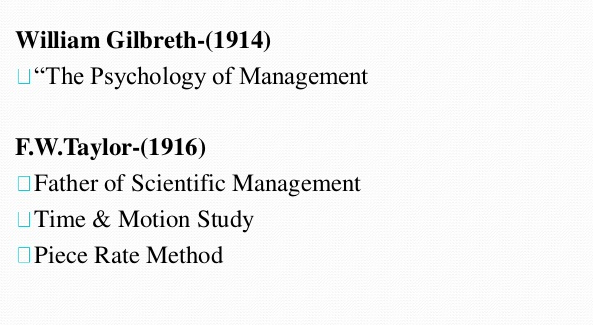 William Gilbreth-(1914)
“The Psychology of Management
F.W.Taylor-(1916)
Father of Scientific Management
Time & Motion Study
Piece Rate Method